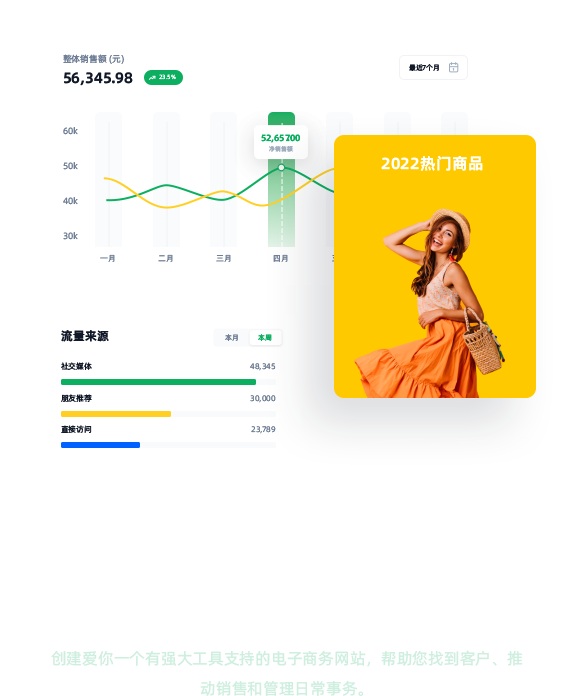 整体销售额 (元)
56,345.98
23.5%
最近7个月
60k
50k
40k
30k
52,65700
净销售额
一月
二月
三月
四月
2022热门商品
流量来源
本月
本周
社交媒体
48,345
朋友推荐
30,000
直接访问
23,789
创建爱你一个有强大工具支持的电子商务网站，帮助您找到客户、推
动销售和管理日常事务。